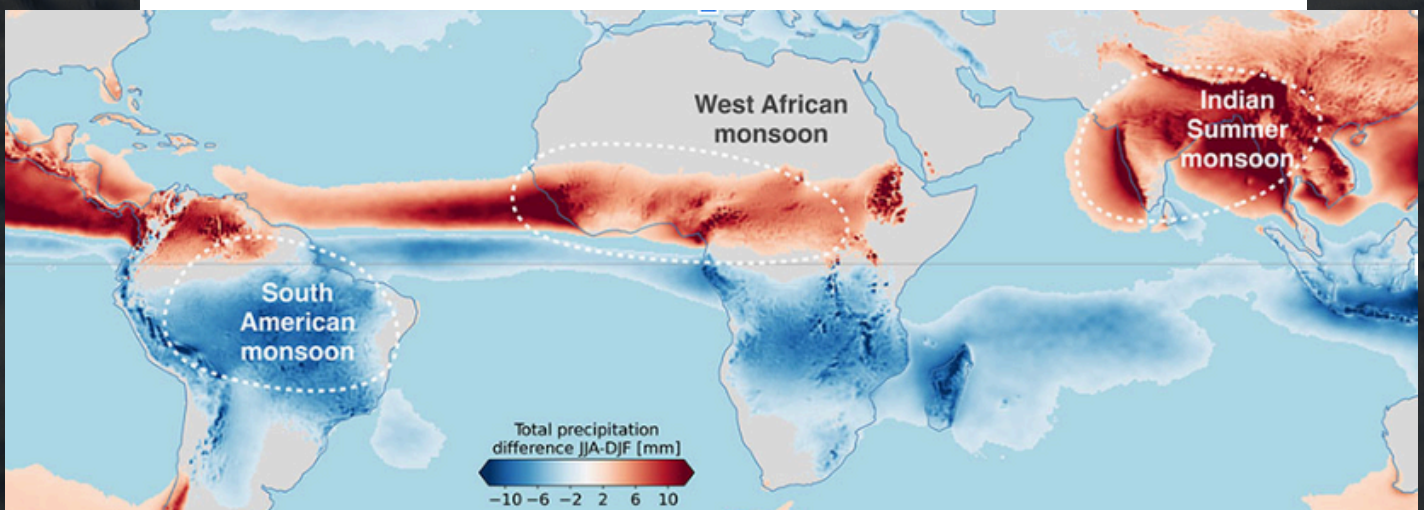 West African
monsoon
Indian
Summer
monsoon
South
American
monsoon
Total precipitation
difference JJA-DJF [mm]
−10 −6 −2 2 6 10